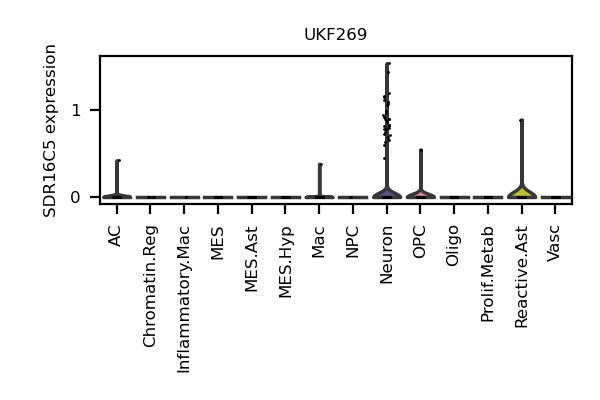 UKF269
SDR16C5 expression
1
0
AC
Chromatin.Reg
Inflammatory.Mac
MES
MES.Ast
MES.Hyp
Mac
NPC
Neuron
OPC
Oligo
Prolif.Metab
Reactive.Ast
Vasc